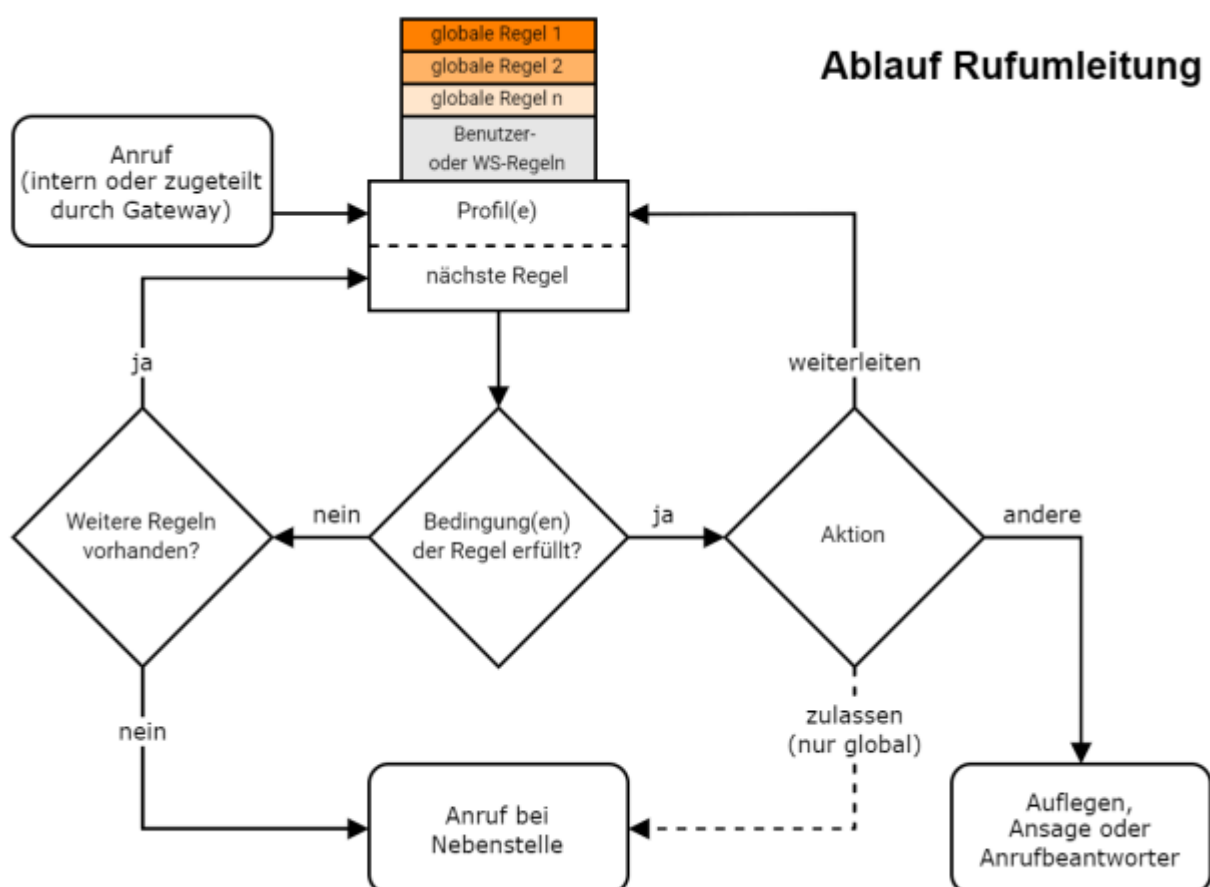 globale Regel 1
Ablauf Rufumleitung
globale Regel 2
globale Regel n
Benutzer-
oder WS-Regeln
Anruf
(intern oder zugeteilt
durch Gateway)
Profil(e)
nächste Regel
ja
weiterleiten
Weitere Regeln
vorhanden?
nein
Bedingung(en)
der Regel erfüllt?
ja
Aktion
andere
nein
zulassen
(nur global)
Anruf bei
Nebenstelle
Auflegen,
Ansage oder
Anrufbeantworter